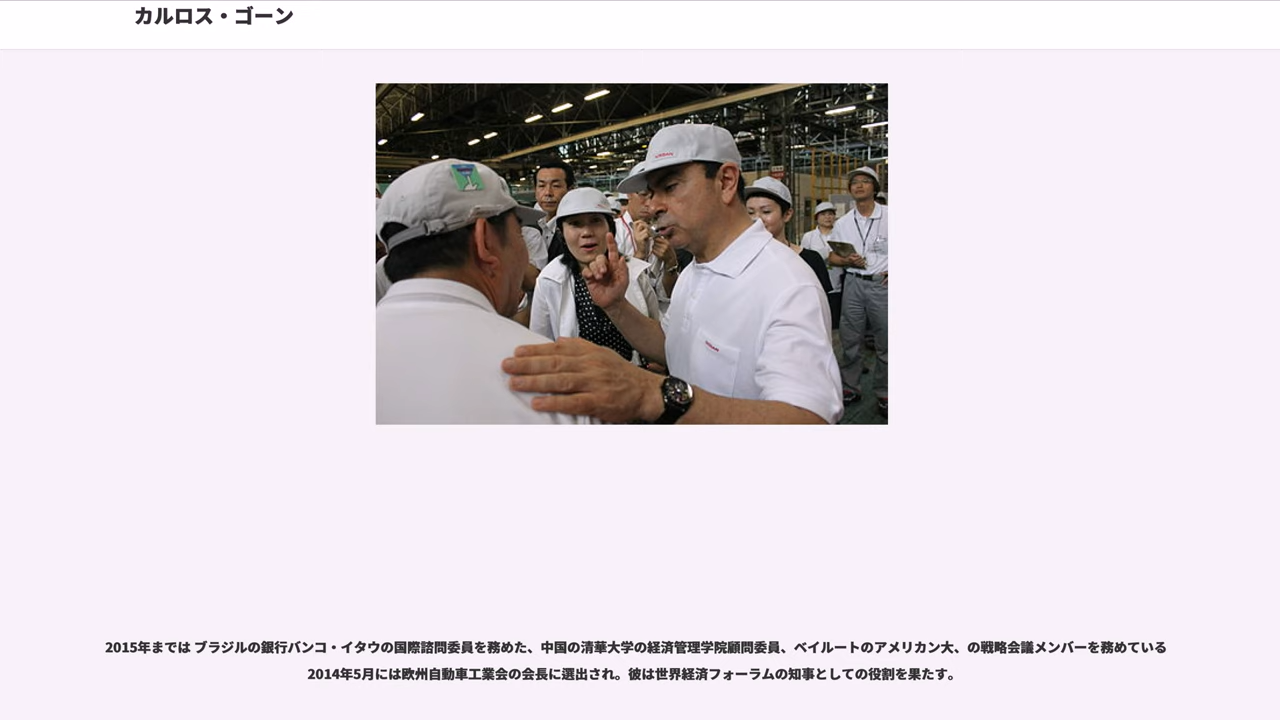 カルロス・ゴーン
NISSAN
NISSAN
2015年までは ブラジルの銀行バンコ・イタウの国際諮問委員を務めた、中国の清華大学の経済管理学院顧問委員、ベイルートのアメリカン大、の戦略会議メンバーを務めている
2014年5月には欧州自動車工業会の会長に選出され。彼は世界経済フォーラムの知事としての役割を果たす。